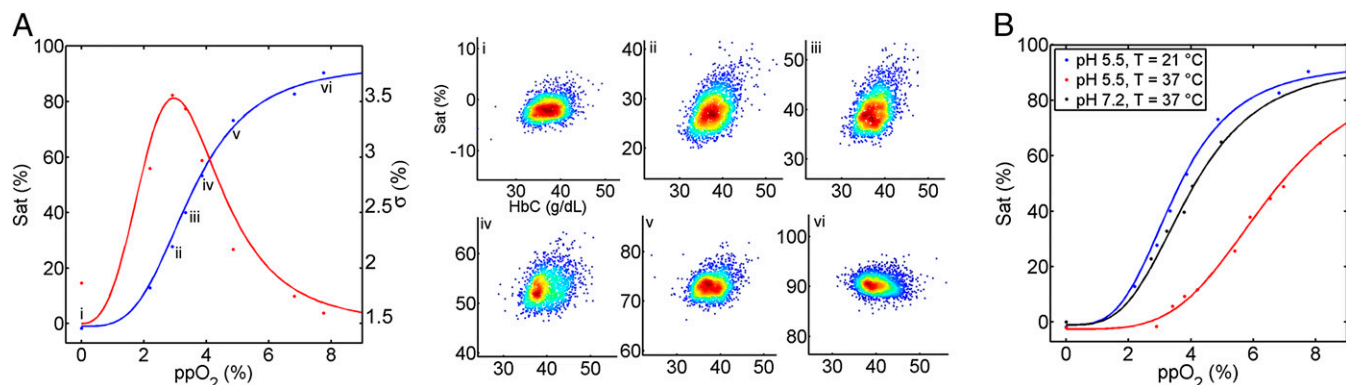 A
100
80
60
40
20
0
Sat (%)
0 2 4 6 8
ppO2 (%)
3.5
3
2.5
2
1.5
σ (%)
i
ii
iii
iv
v
vi
i
10
0
-10
Sat (%)
30 40 50
HbC (g/dL)
ii
40
30
20
30 40 50
iii
50
40
30
30 40 50
iv
60
50
40
30 40 50
v
80
70
60
30 40 50
vi
100
90
80
30 40 50
B
100
80
60
40
20
0
Sat (%)
pH 5.5, T = 21 °C
pH 5.5, T = 37 °C
pH 7.2, T = 37 °C
0 2 4 6 8
ppO2 (%)